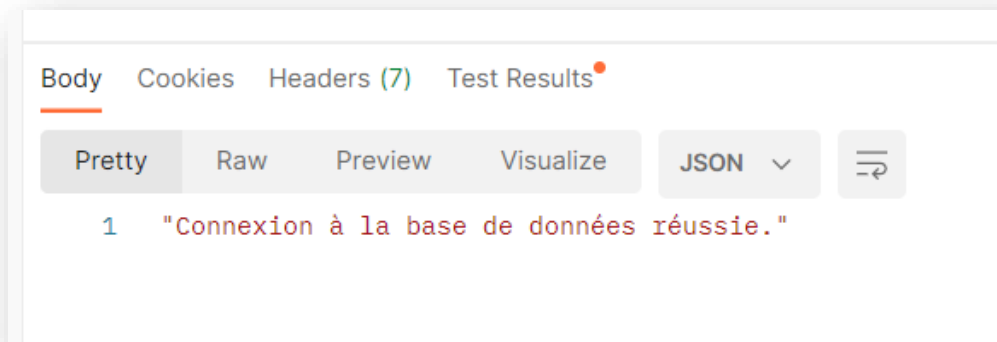 Body Cookies Headers (7) Test Results
Pretty Raw Preview Visualize JSON
1 "Connexion à la base de données réussie."